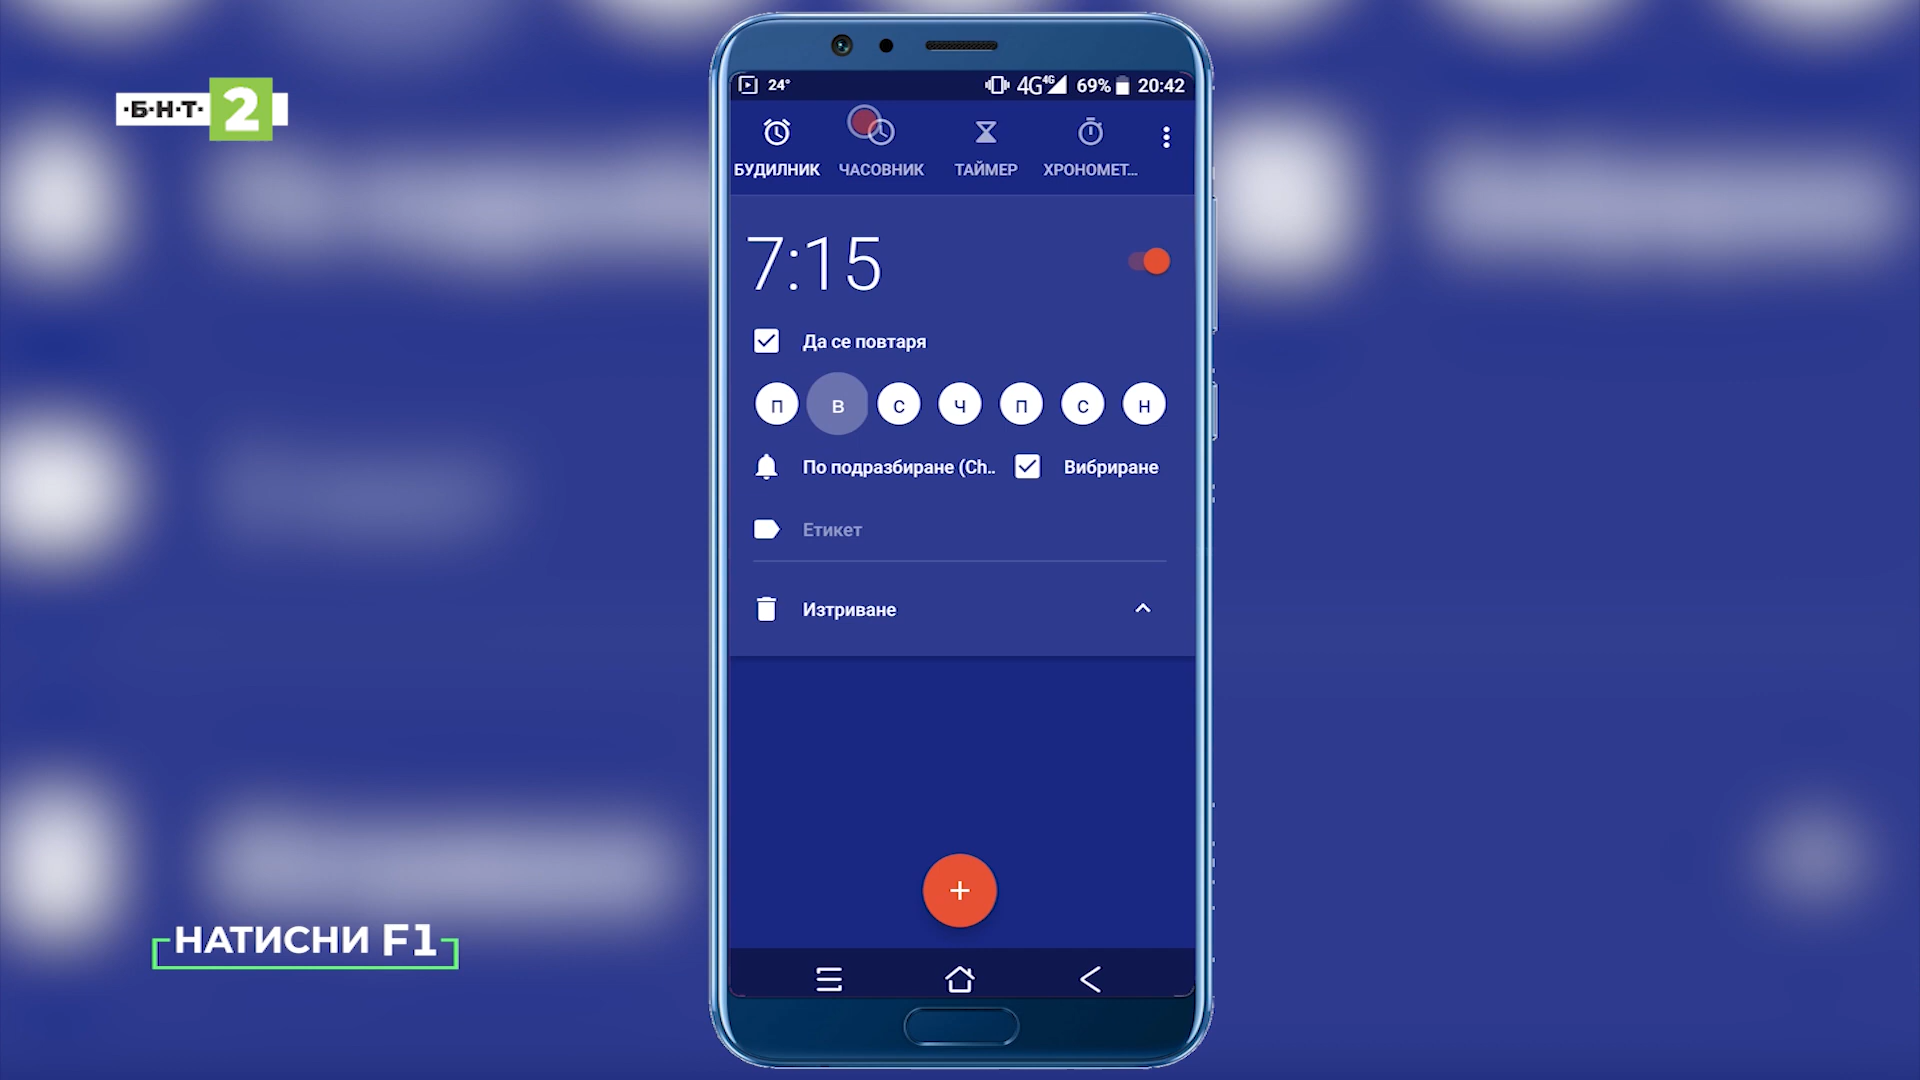 ·Б·Н·Т· 2
24° 4G 4G 69% 20:42
БУДИЛНИК ЧАСОВНИК ТАЙМЕР ХРОНОМЕТ...
7:15
Да се повтаря
П В С Ч П С Н
По подразбиране (Ch.. Вибриране
Етикет
Изтриване
НАТИСНИ F1